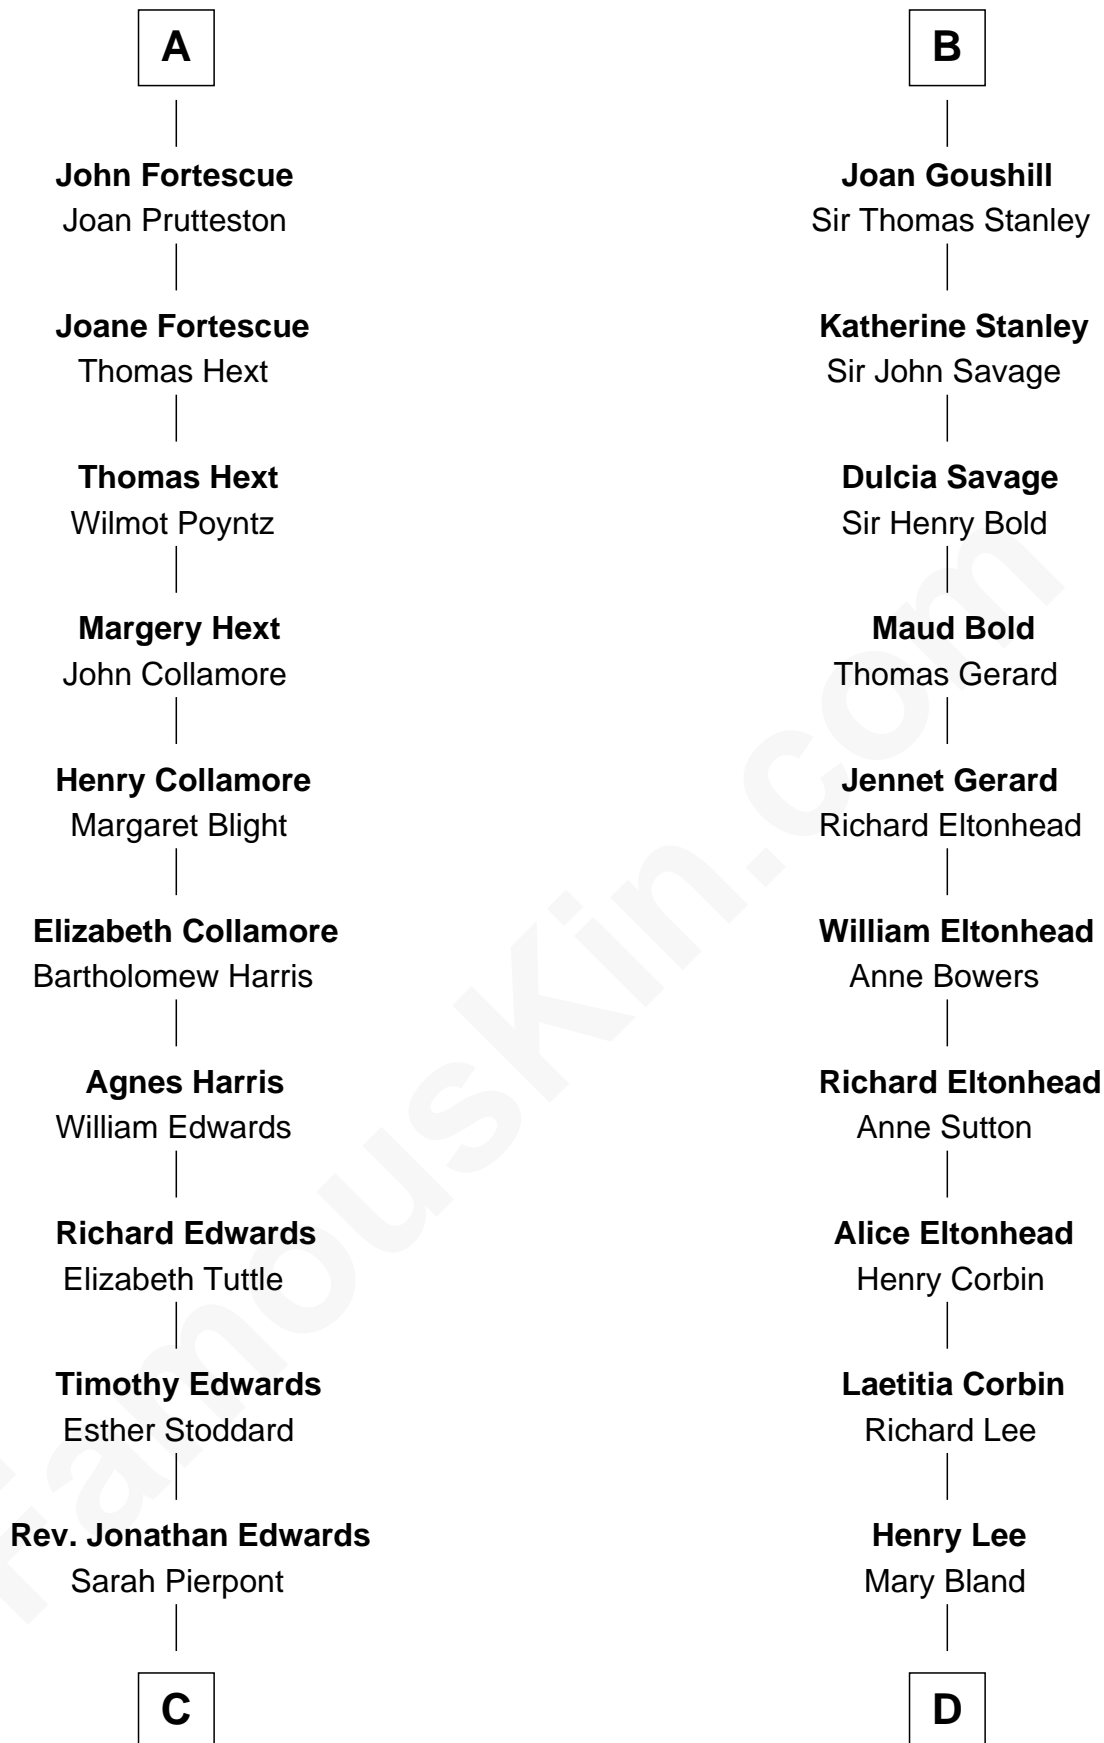 A
John Fortescue
Joan Prutteston
Joane Fortescue
Thomas Hext
Thomas Hext
Wilmot Poyntz
Margery Hext
John Collamore
Henry Collamore
Margaret Blight
Elizabeth Collamore
Bartholomew Harris
Agnes Harris
William Edwards
Richard Edwards
Elizabeth Tuttle
Timothy Edwards
Esther Stoddard
Rev. Jonathan Edwards
Sarah Pierpont
C
B
Joan Goushill
Sir Thomas Stanley
Katherine Stanley
Sir John Savage
Dulcia Savage
Sir Henry Bold
Maud Bold
Thomas Gerard
Jennet Gerard
Richard Eltonhead
William Eltonhead
Anne Bowers
Richard Eltonhead
Anne Sutton
Alice Eltonhead
Henry Corbin
Laetitia Corbin
Richard Lee
Henry Lee
Mary Bland
D
FamousKin.com